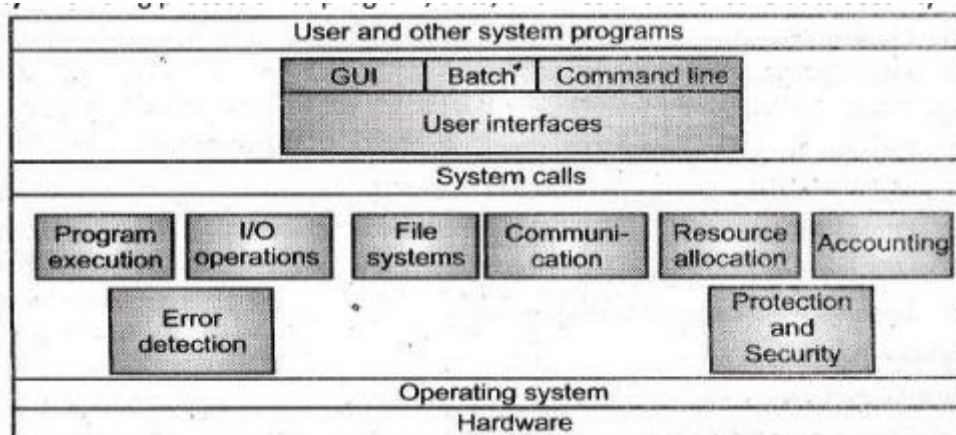 User and other system programs
GUI Batch Command line
User interfaces
System calls
Program execution
I/O operations
File systems
Communi-
cation
Resource allocation
Accounting
Error detection
Protection and Security
Operating system
Hardware